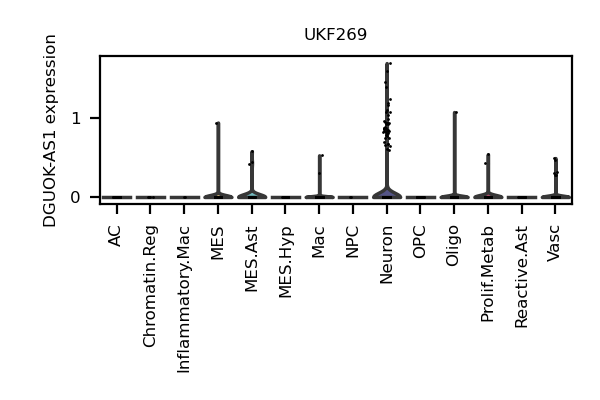 UKF269
DGUOK-AS1 expression
1
0
AC
Chromatin.Reg
Inflammatory.Mac
MES
MES.Ast
MES.Hyp
Mac
NPC
Neuron
OPC
Oligo
Prolif.Metab
Reactive.Ast
Vasc